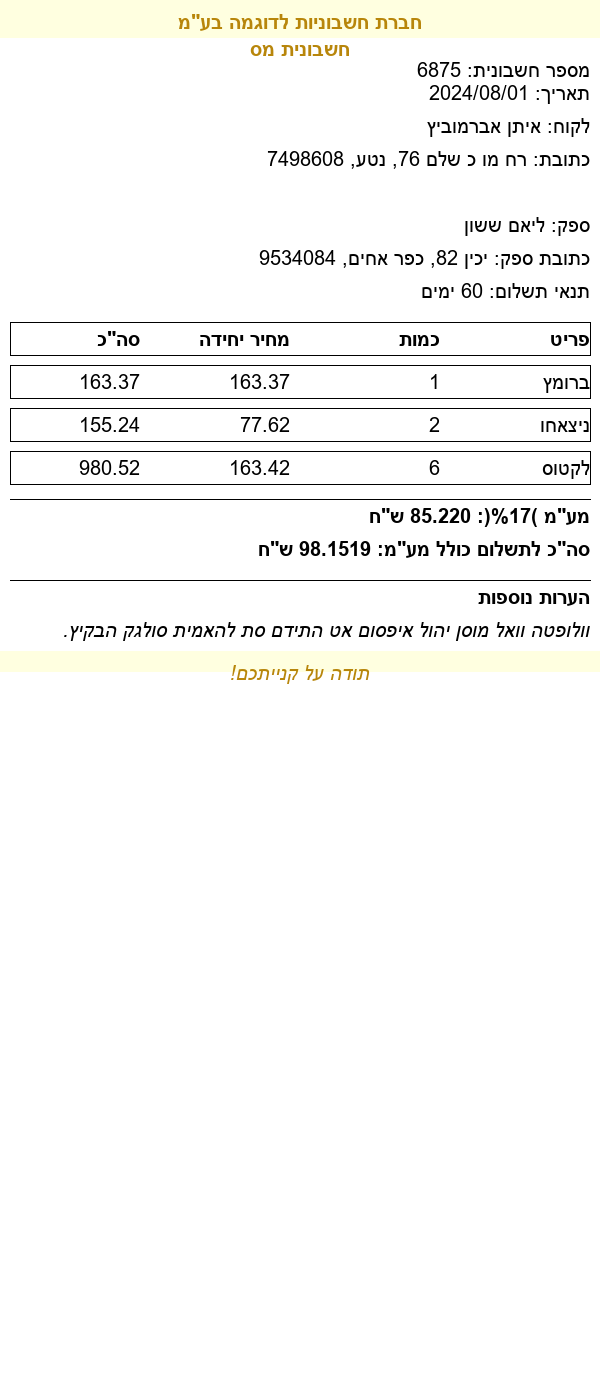 חברת חשבוניות לדוגמה בע"מ
חשבונית מס
מספר חשבונית: 6875
תאריך: 2024/08/01
לקוח: איתן אברמוביץ
כתובת: רח מו כ שלם 76, נטע, 7498608
ספק: ליאם ששון
כתובת ספק: יכין 82, כפר אחים, 9534084
תנאי תשלום: 60 ימים
פריט כמות מחיר יחידה סה"כ
ברומץ 1 163.37 163.37
ניצאחו 2 77.62 155.24
לקטוס 6 163.42 980.52
מע"מ )17%(: 85.220 ש"ח
סה"כ לתשלום כולל מע"מ: 98.1519 ש"ח
הערות נוספות
וולופטה וואל מוסן יהול איפסום אט התידם סת להאמית סולגק הבקיץ.
תודה על קנייתכם!